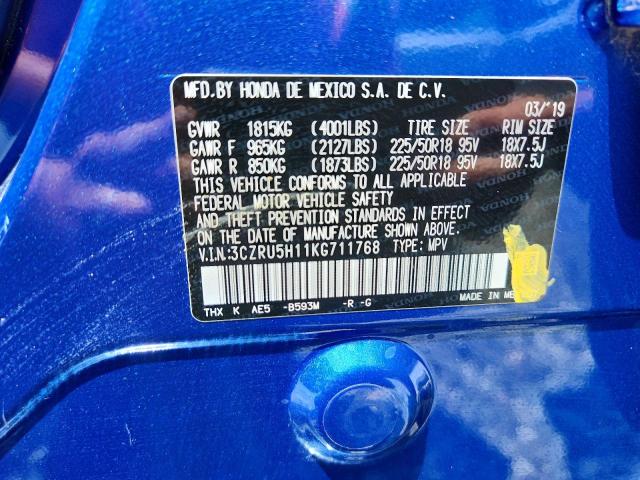 MFD.BY HONDA DE MEXICO S.A. DE C.V.
03/'19
GVWR 1815KG (4001LBS) TIRE SIZE RIM SIZE
GAWR F 965KG (2127LBS) 225/50R18 95V 18X7.5J
GAWR R 850KG (1873LBS) 225/50R18 95V 18X7.5J
THIS VEHICLE CONFORMS TO ALL APPLICABLE
FEDERAL MOTOR VEHICLE SAFETY
AND THEFT PREVENTION STANDARDS IN EFFECT
ON THE DATE OF MANUFACTURE SHOWN ABOVE.
V.I.N:3CZRU5H11KG711768 TYPE: MPV
THX K AE5 -B593M -R -G MADE IN